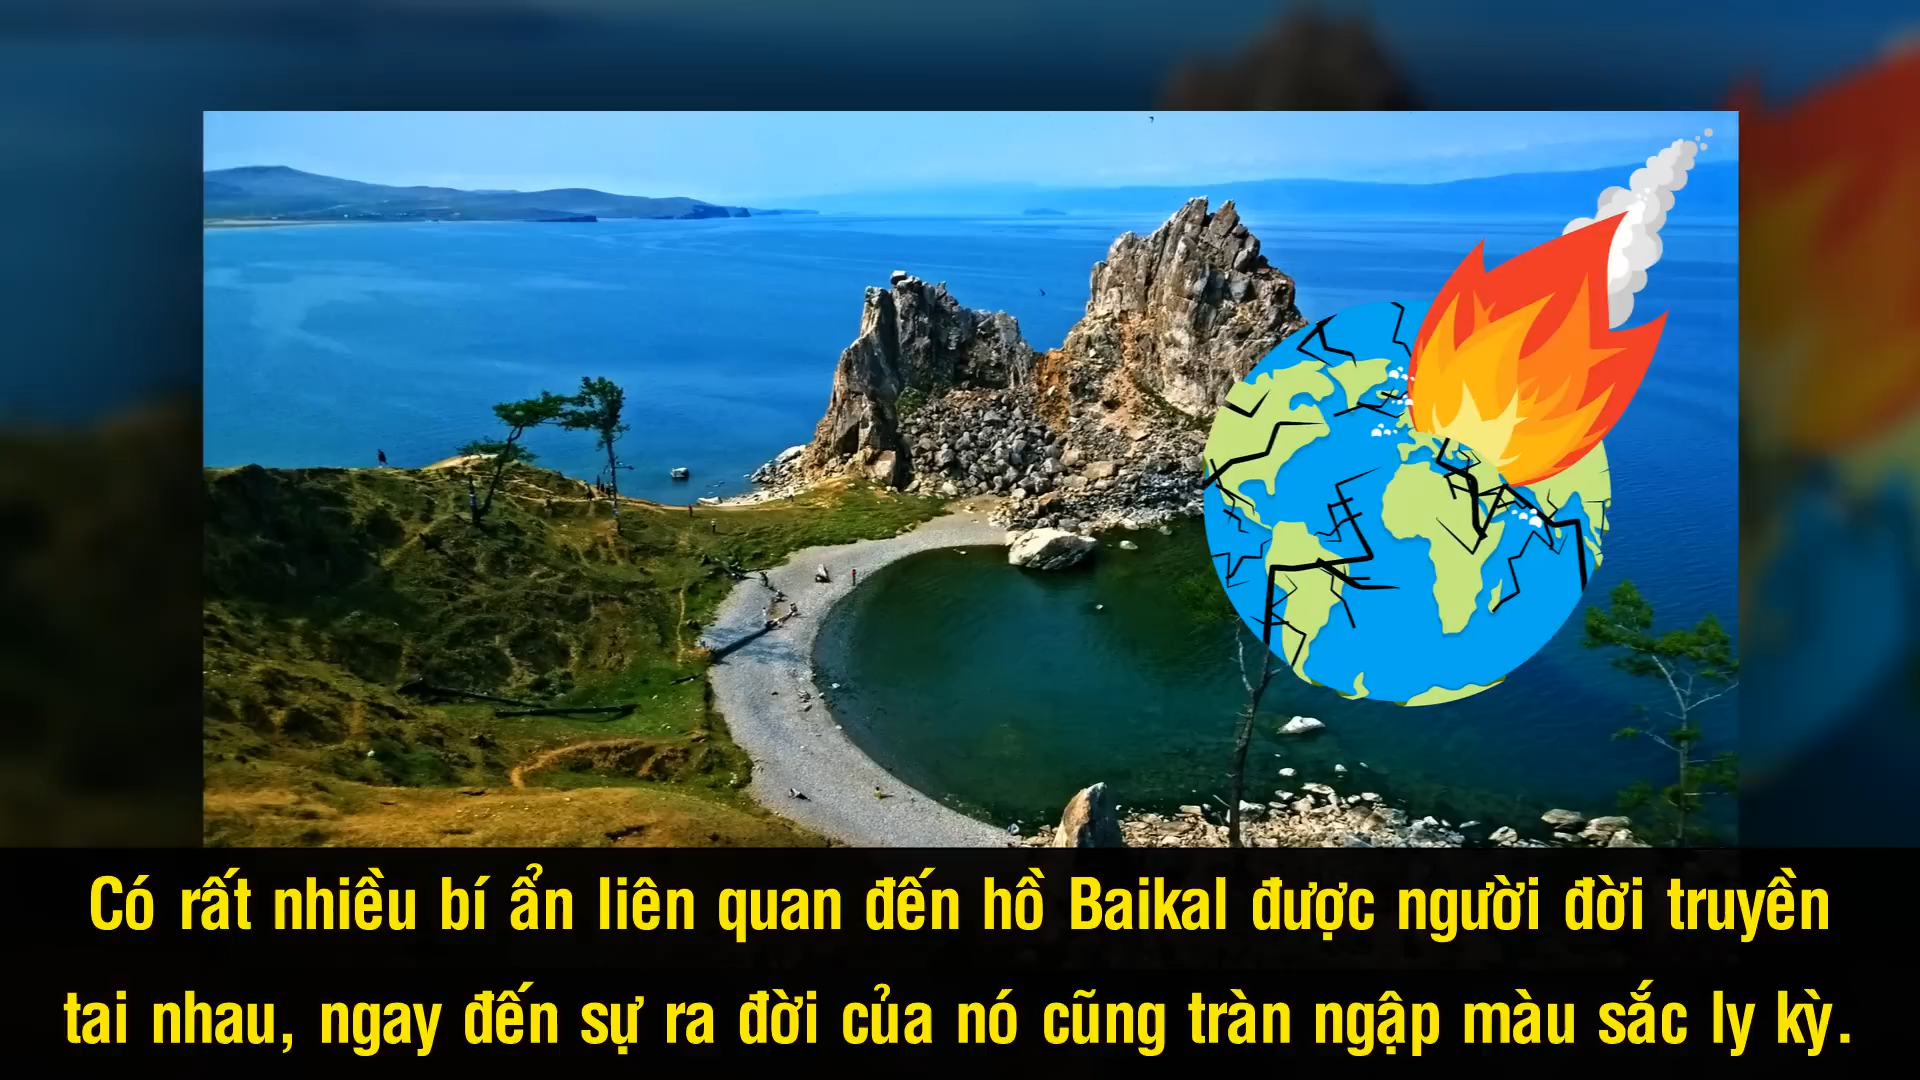 Có rất nhiều bí ẩn liên quan đến hồ Baikal được người đời truyền
tai nhau, ngay đến sự ra đời của nó cũng tràn ngập màu sắc ly kỳ.